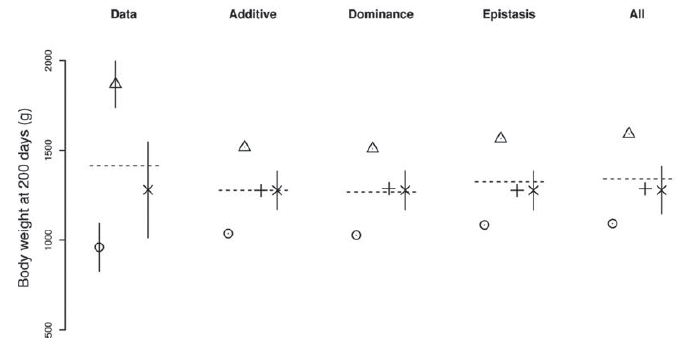 Data Additive Dominance Epistasis All
Body weight at 200 days (g)
2000
1500
1000
500